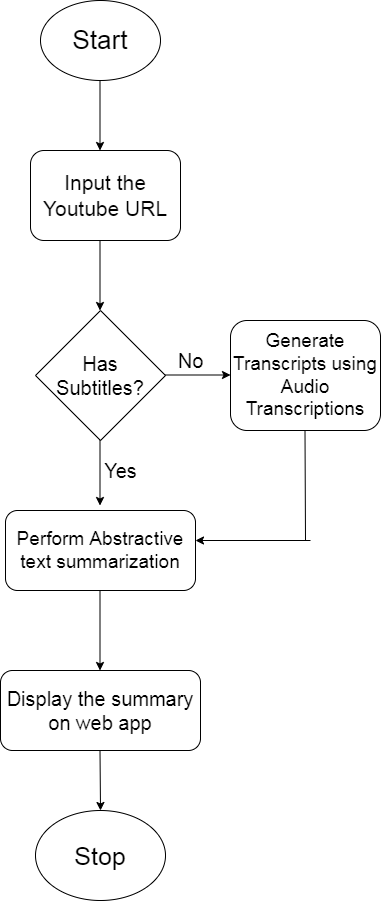 Start
Input the
Youtube URL
Has
Subtitles?
No
Generate
Transcripts using
Audio
Transcriptions
Yes
Perform Abstractive
text summarization
Display the summary
on web app
Stop